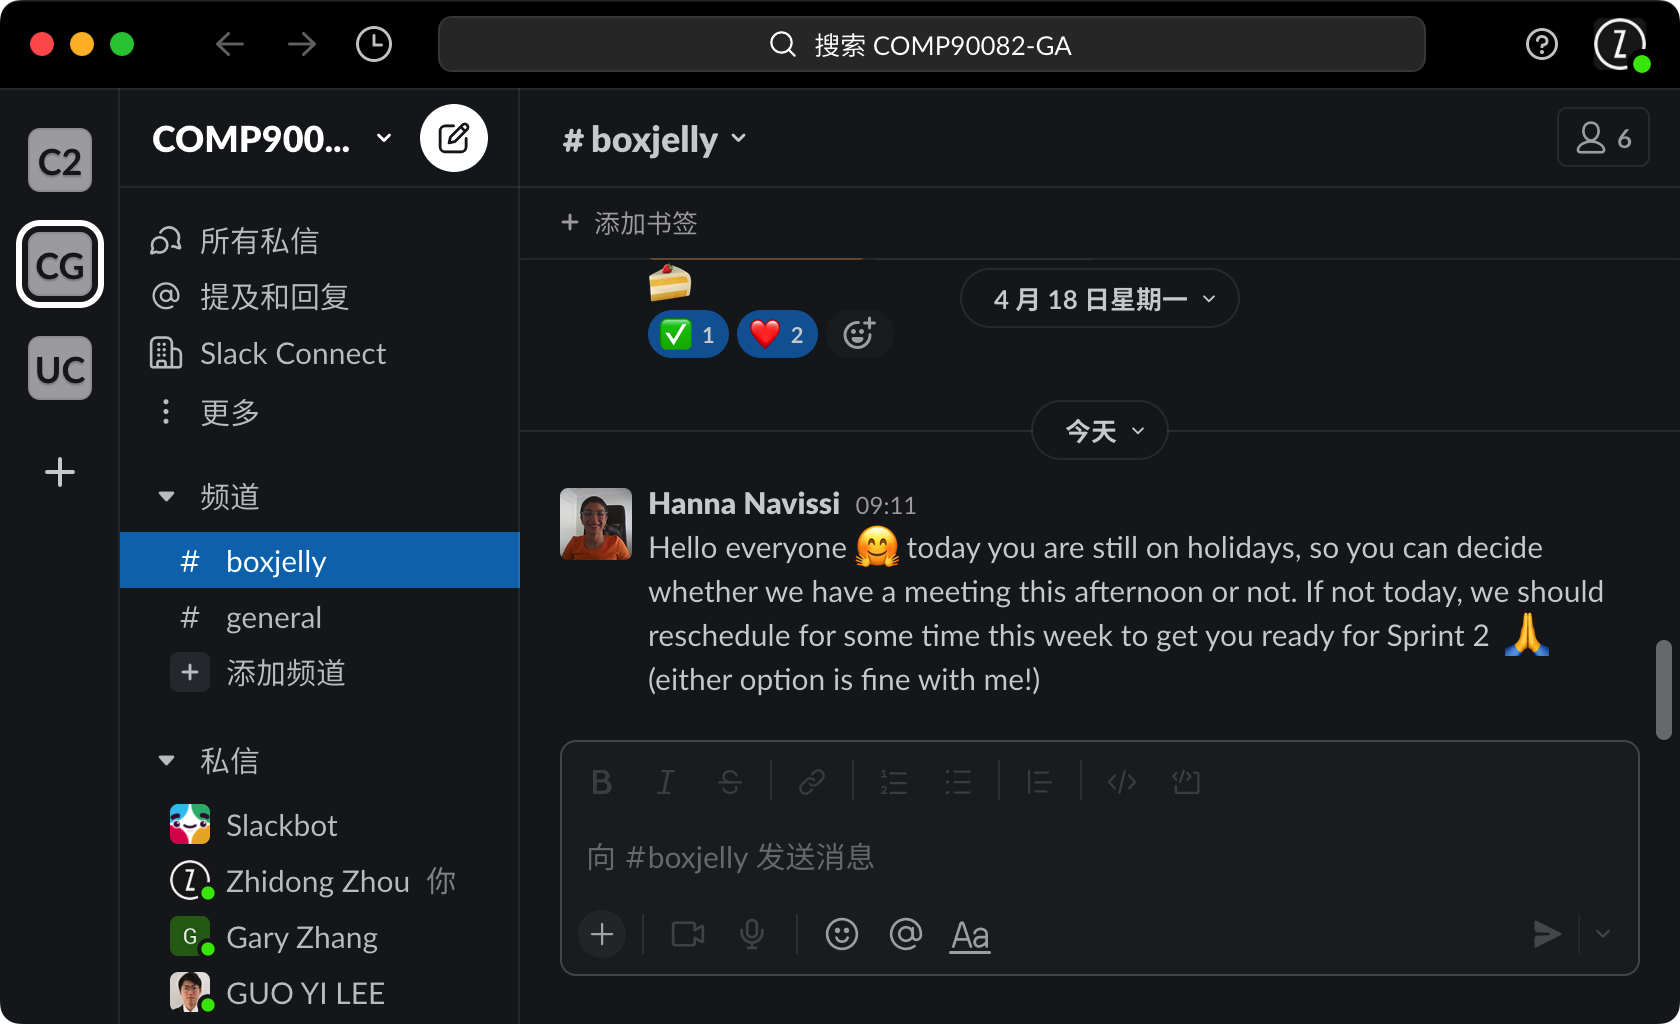 搜索 COMP90082-GA
Z
C2
CG
UC
COMP900...
所有私信
提及和回复
Slack Connect
更多
频道
# boxjelly
# general
添加频道
私信
Slackbot
Zhidong Zhou 你
G Gary Zhang
GUO YI LEE
# boxjelly
6
+ 添加书签
4 月 18 日星期一
1
2
今天
Hanna Navissi 09:11
Hello everyone 🤗 today you are still on holidays, so you can decide
whether we have a meeting this afternoon or not. If not today, we should
reschedule for some time this week to get you ready for Sprint 2 🙏
(either option is fine with me!)
B I S
向 #boxjelly 发送消息
@ Aa